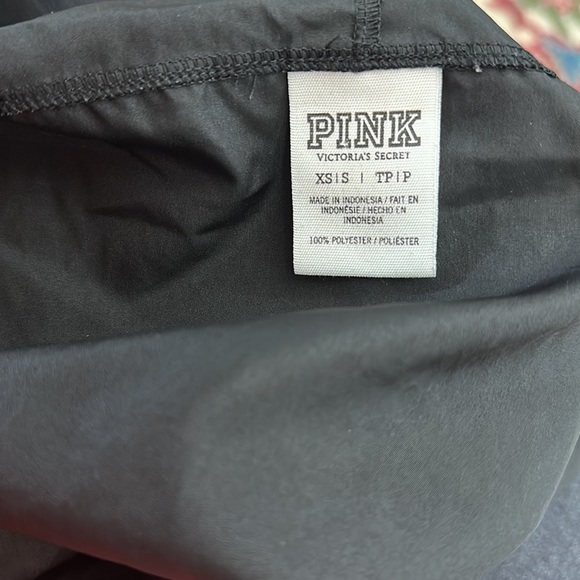 PINK
VICTORIA'S SECRET
XS|S | TP|P
MADE IN INDONESIA / FAIT EN
INDONÉSIE / HECHO EN
INDONESIA
100% POLYESTER / POLIÉSTER